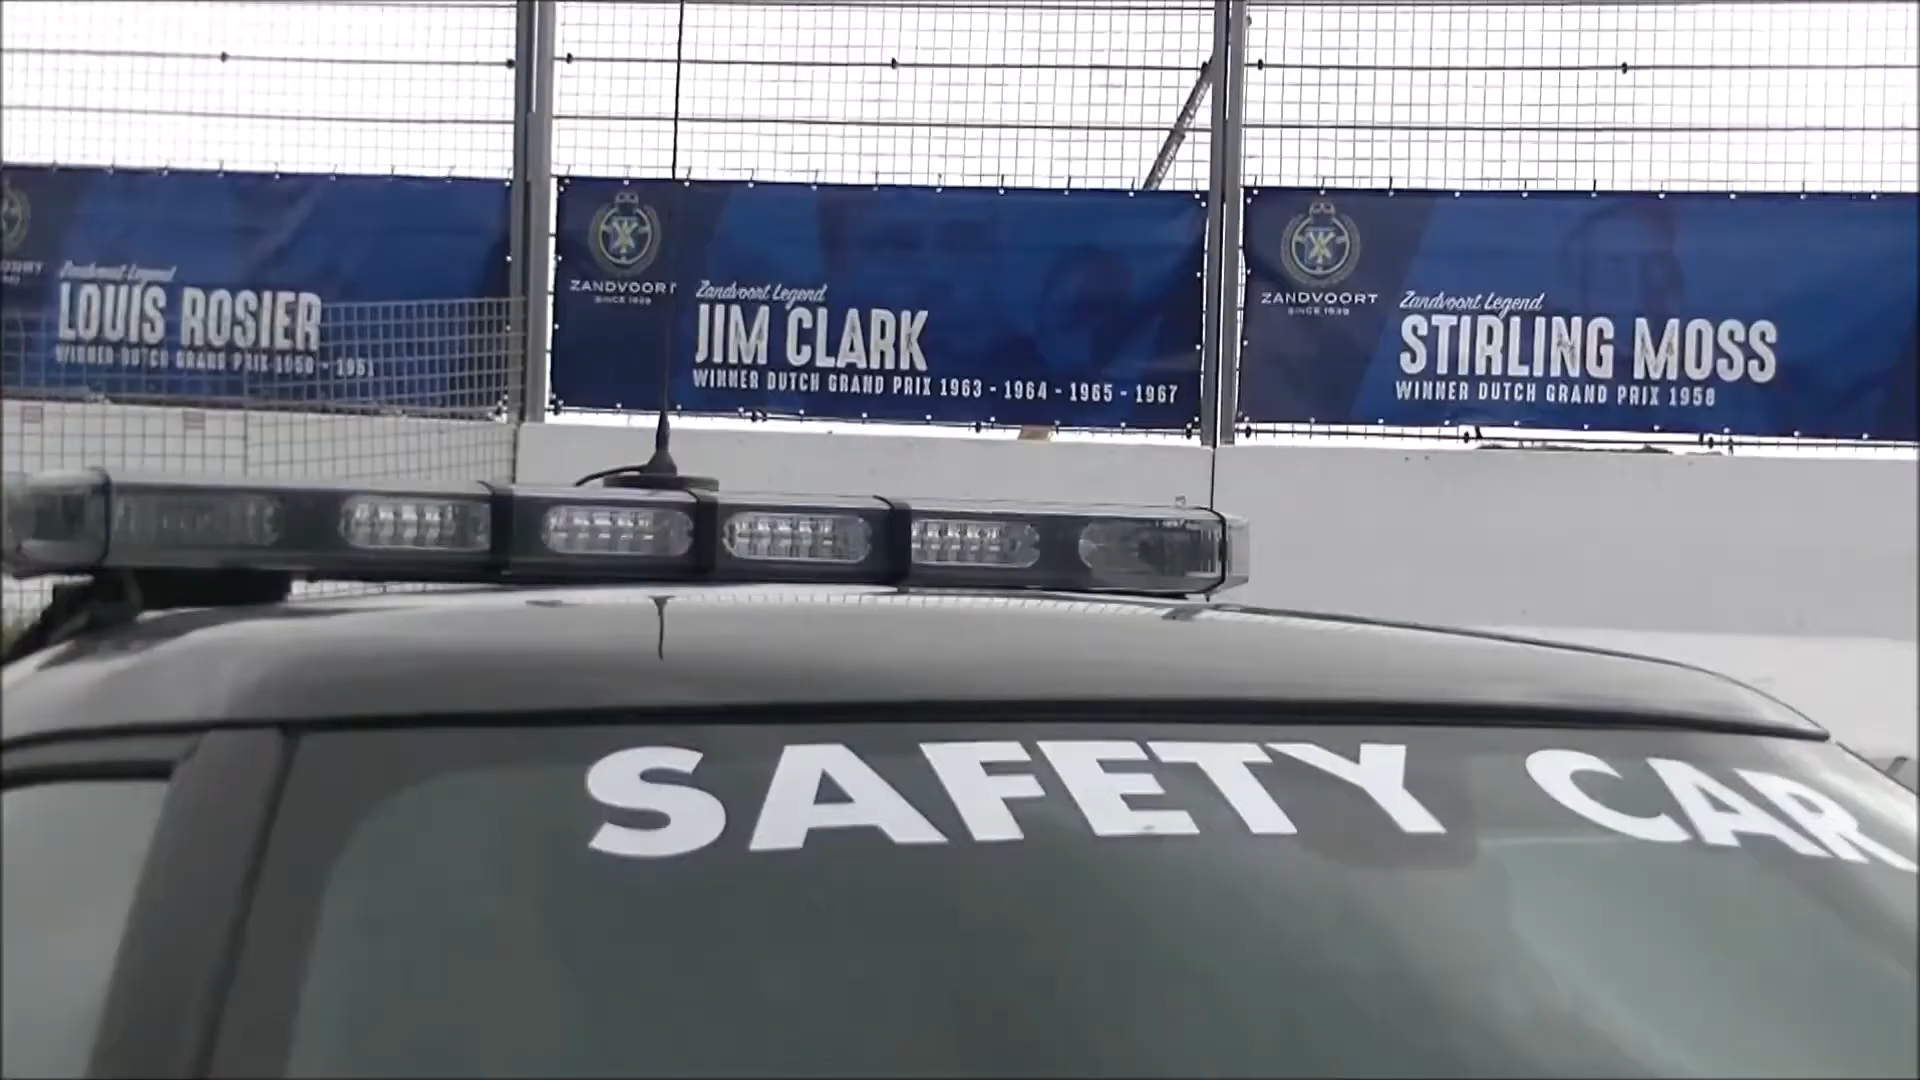 Zandvoort Legend
LOUIS ROSIER
WINNER DUTCH GRAND PRIX 1950 - 1951
ZANDVOORT
SINCE 1939
Zandvoort Legend
JIM CLARK
WINNER DUTCH GRAND PRIX 1963 - 1964 - 1965 - 1967
ZANDVOORT
SINCE 1939
Zandvoort Legend
STIRLING MOSS
WINNER DUTCH GRAND PRIX 1958
SAFETY CAR